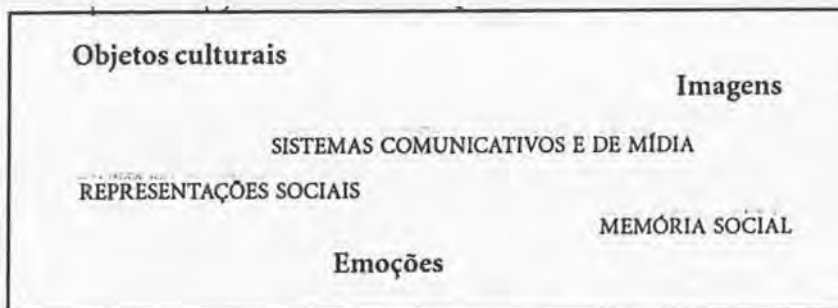 Objetos culturais
Imagens
SISTEMAS COMUNICATIVOS E DE MÍDIA
REPRESENTAÇÕES SOCIAIS
MEMÓRIA SOCIAL
Emoções